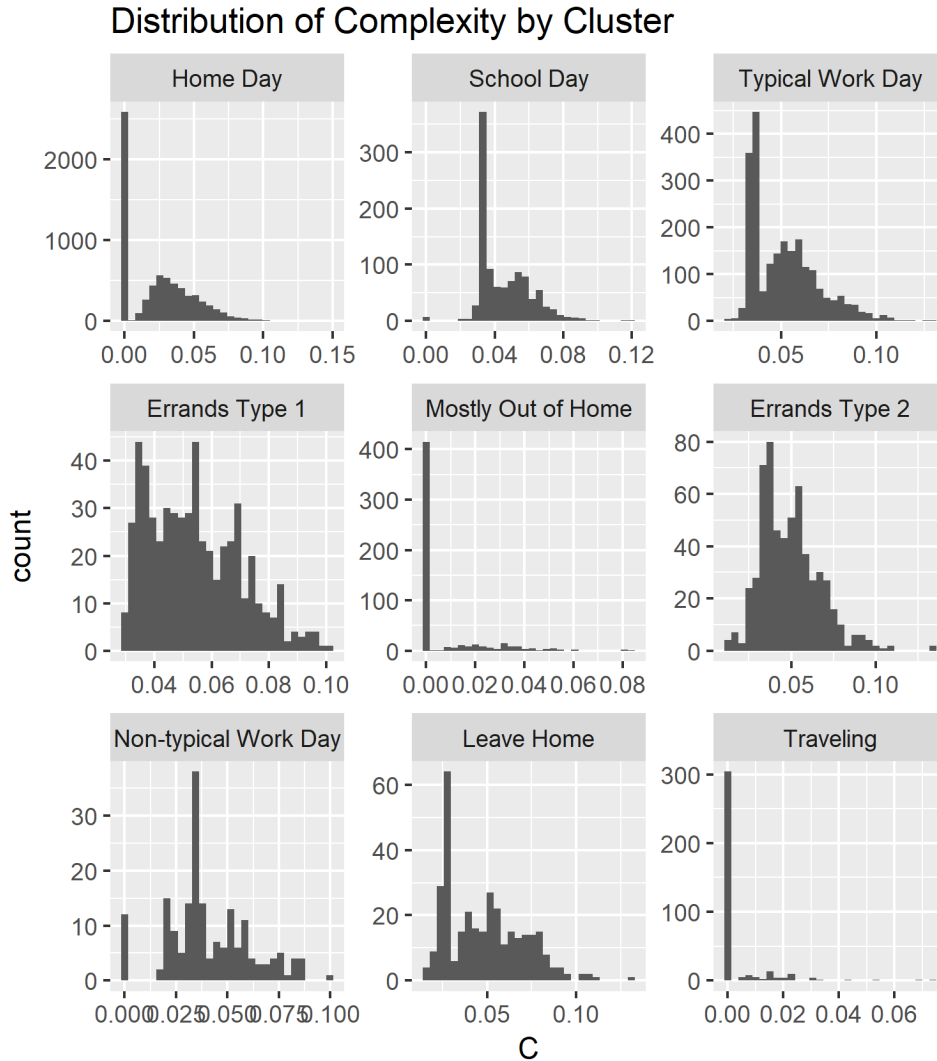 Distribution of Complexity by Cluster
Home Day
School Day
Typical Work Day
2000
1000
0
0.00 0.05 0.10 0.15
300
200
100
0
0.00 0.04 0.08 0.12
400
300
200
100
0
0.05 0.10
Errands Type 1
Mostly Out of Home
Errands Type 2
40
30
20
10
0
0.04 0.06 0.08 0.10
400
300
200
100
0
0.00 0.02 0.04 0.06 0.08
80
60
40
20
0
0.05 0.10
count
Non-typical Work Day
Leave Home
Traveling
30
20
10
0
0.000 0.025 0.050 0.075 0.100
60
40
20
0
0.05 0.10
300
200
100
0
0.00 0.02 0.04 0.06
C